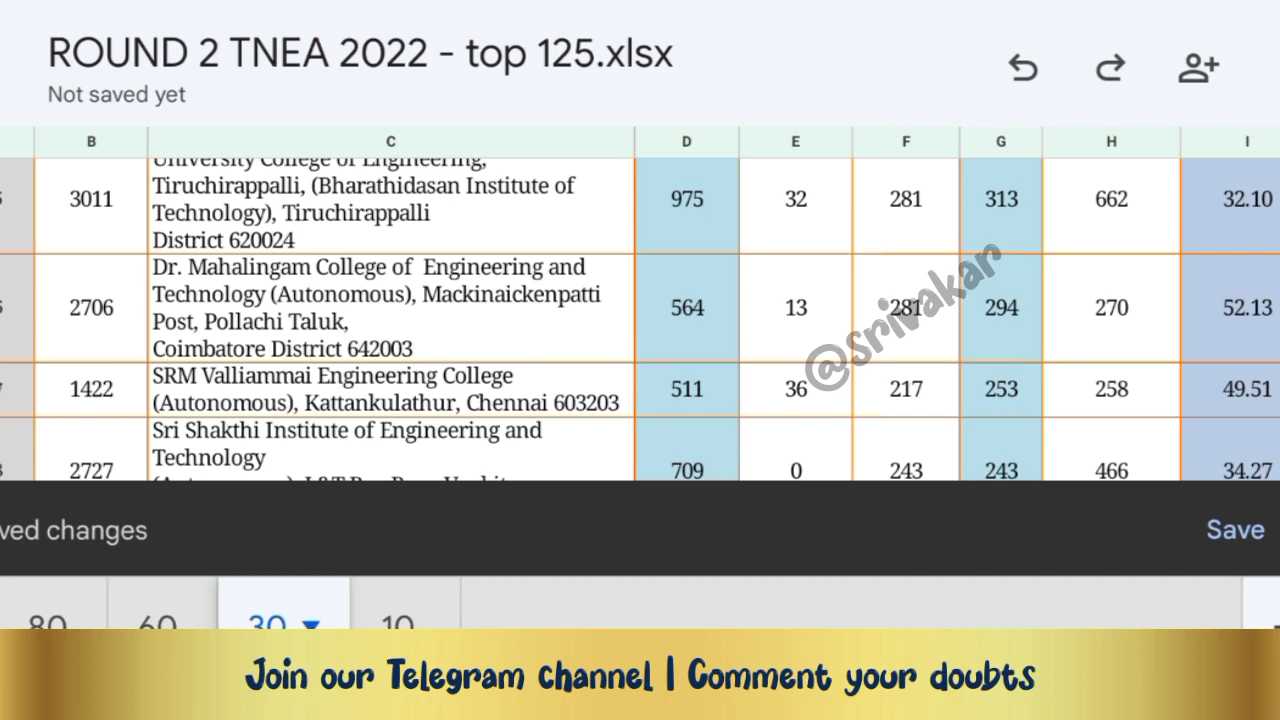 ROUND 2 TNEA 2022 - top 125.xlsx
Not saved yet
B C D E F G H I
University College of Engineering,
Tiruchirappalli, (Bharathidasan Institute of
Technology), Tiruchirappalli
District 620024
3011 975 32 281 313 662 32.10
Dr. Mahalingam College of Engineering and
Technology (Autonomous), Mackinaickenpatti
Post, Pollachi Taluk,
Coimbatore District 642003
2706 564 13 281 294 270 52.13
SRM Valliammai Engineering College
(Autonomous), Kattankulathur, Chennai 603203
1422 511 36 217 253 258 49.51
Sri Shakthi Institute of Engineering and
Technology
2727 709 0 243 243 466 34.27
@srivakar
ved changes
Save
80 60 30 10
Join our Telegram channel | Comment your doubts